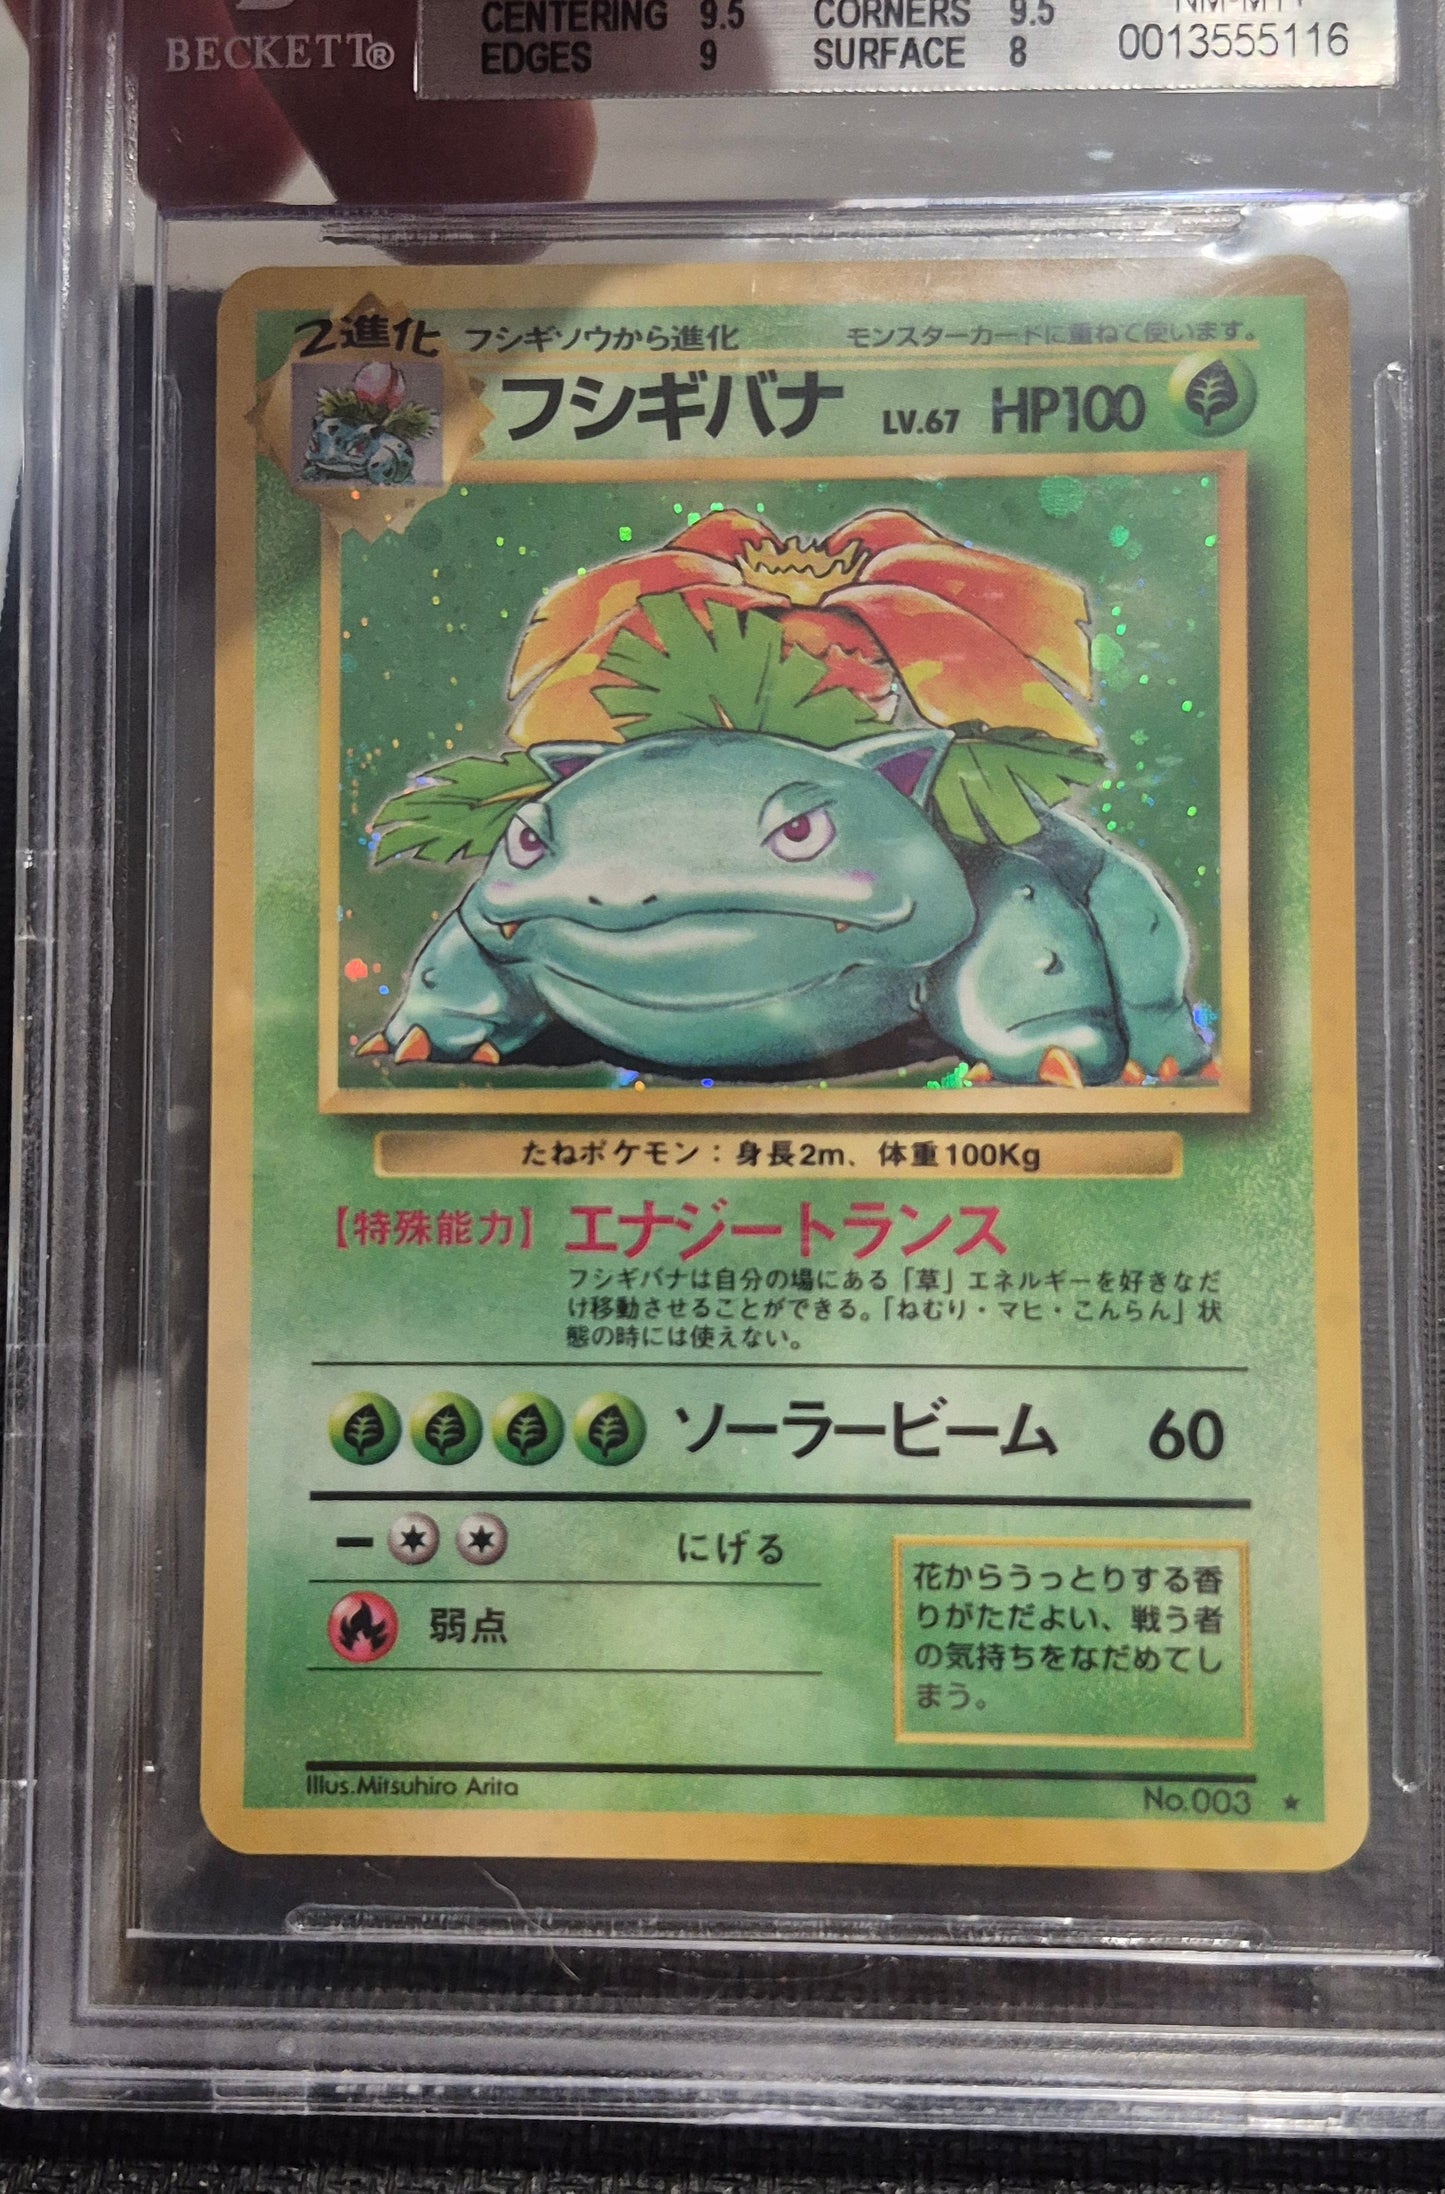 BECKETT®
CENTERING 9.5 CORNERS 9.5
EDGES 9 SURFACE 8
NM-MT+
0013555116
2進化 フシギソウから進化 モンスターカードに重ねて使います。
フシギバナ LV.67 HP100
たねポケモン：身長2m、体重100Kg
【特殊能力】 エナジートランス
フシギバナは自分の場にある「草」エネルギーを好きなだ
け移動させることができる。「ねむり・マヒ・こんらん」状
態の時には使えない。
ソーラービーム 60
ー にげる
弱点
花からうっとりする香
りがただよい、戦う者
の気持ちをなだめてし
まう。
Illus.Mitsuhiro Arita
No.003 ★